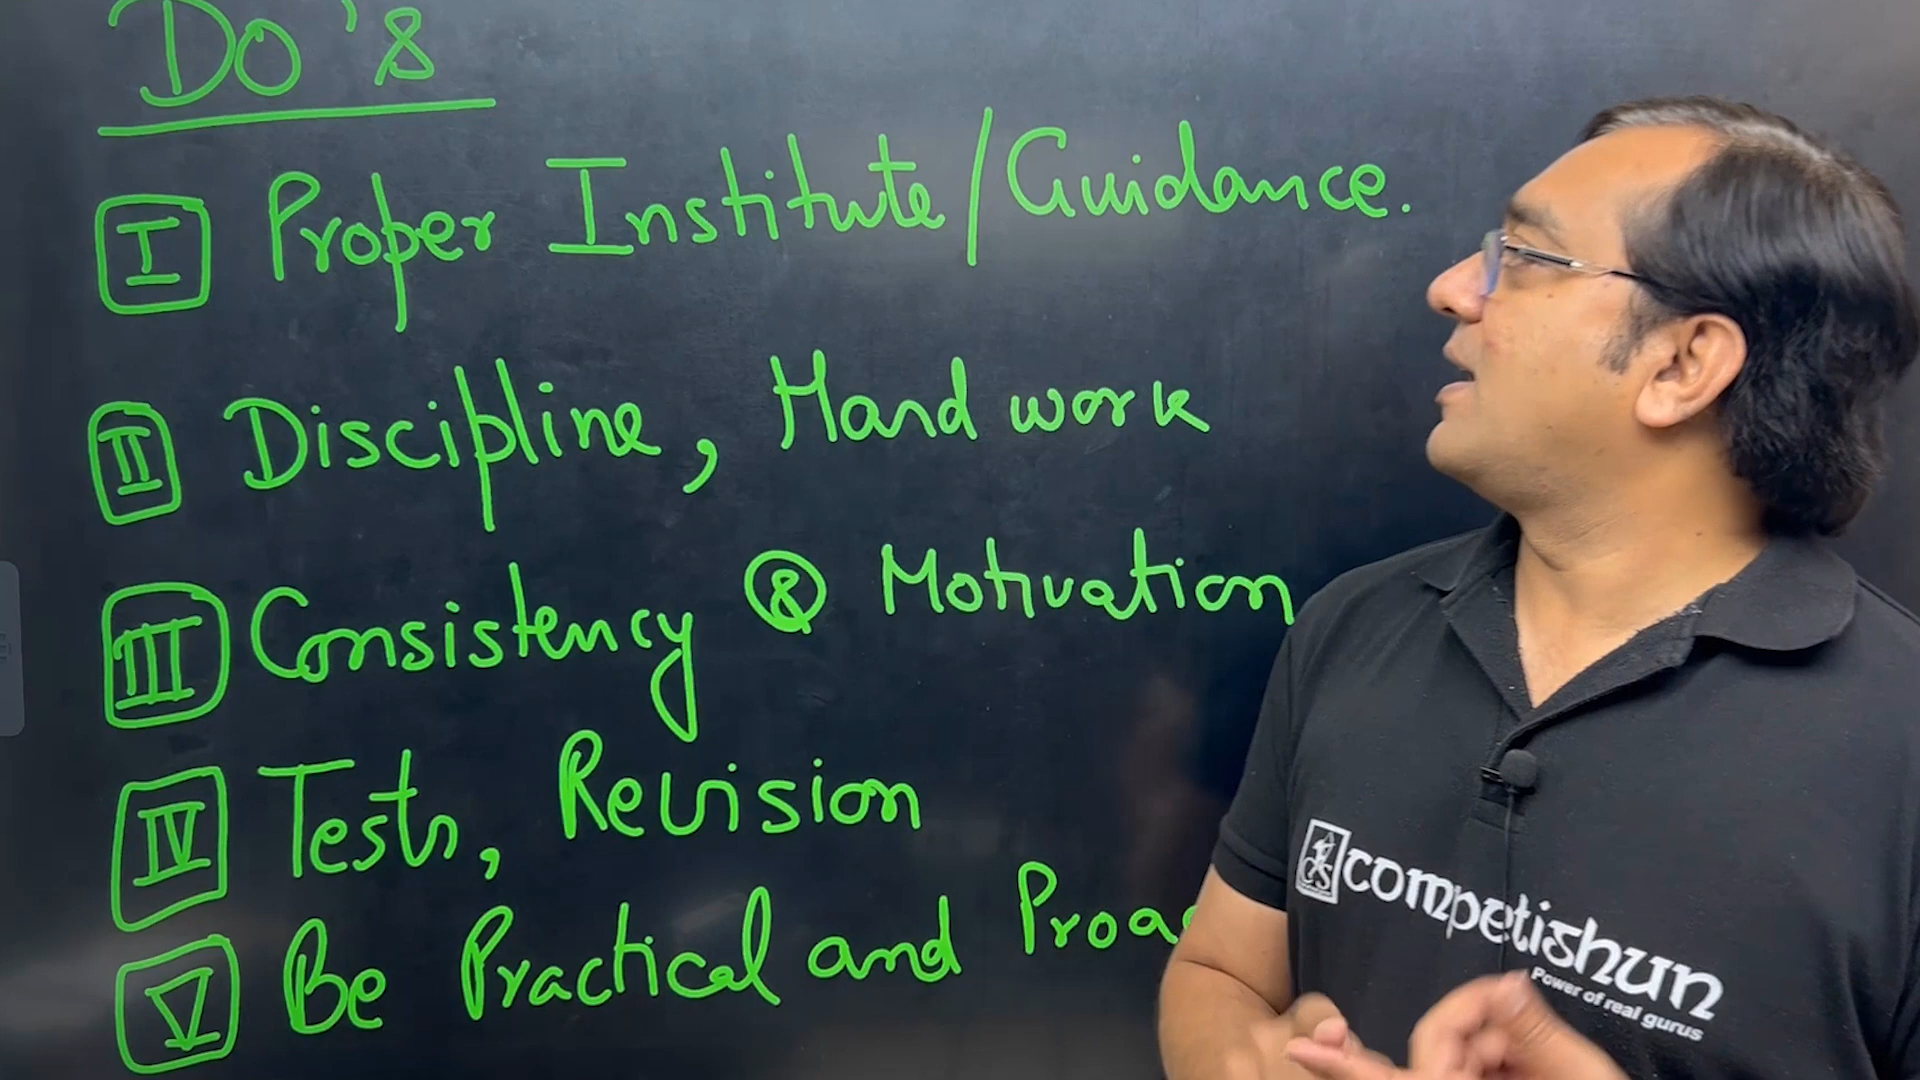 Do's
I Proper Institute/Guidance.
II Discipline, Hard work
III Consistency & Motivation
IV Tests, Revision
V Be Practical and
competishun
Power of real gurus